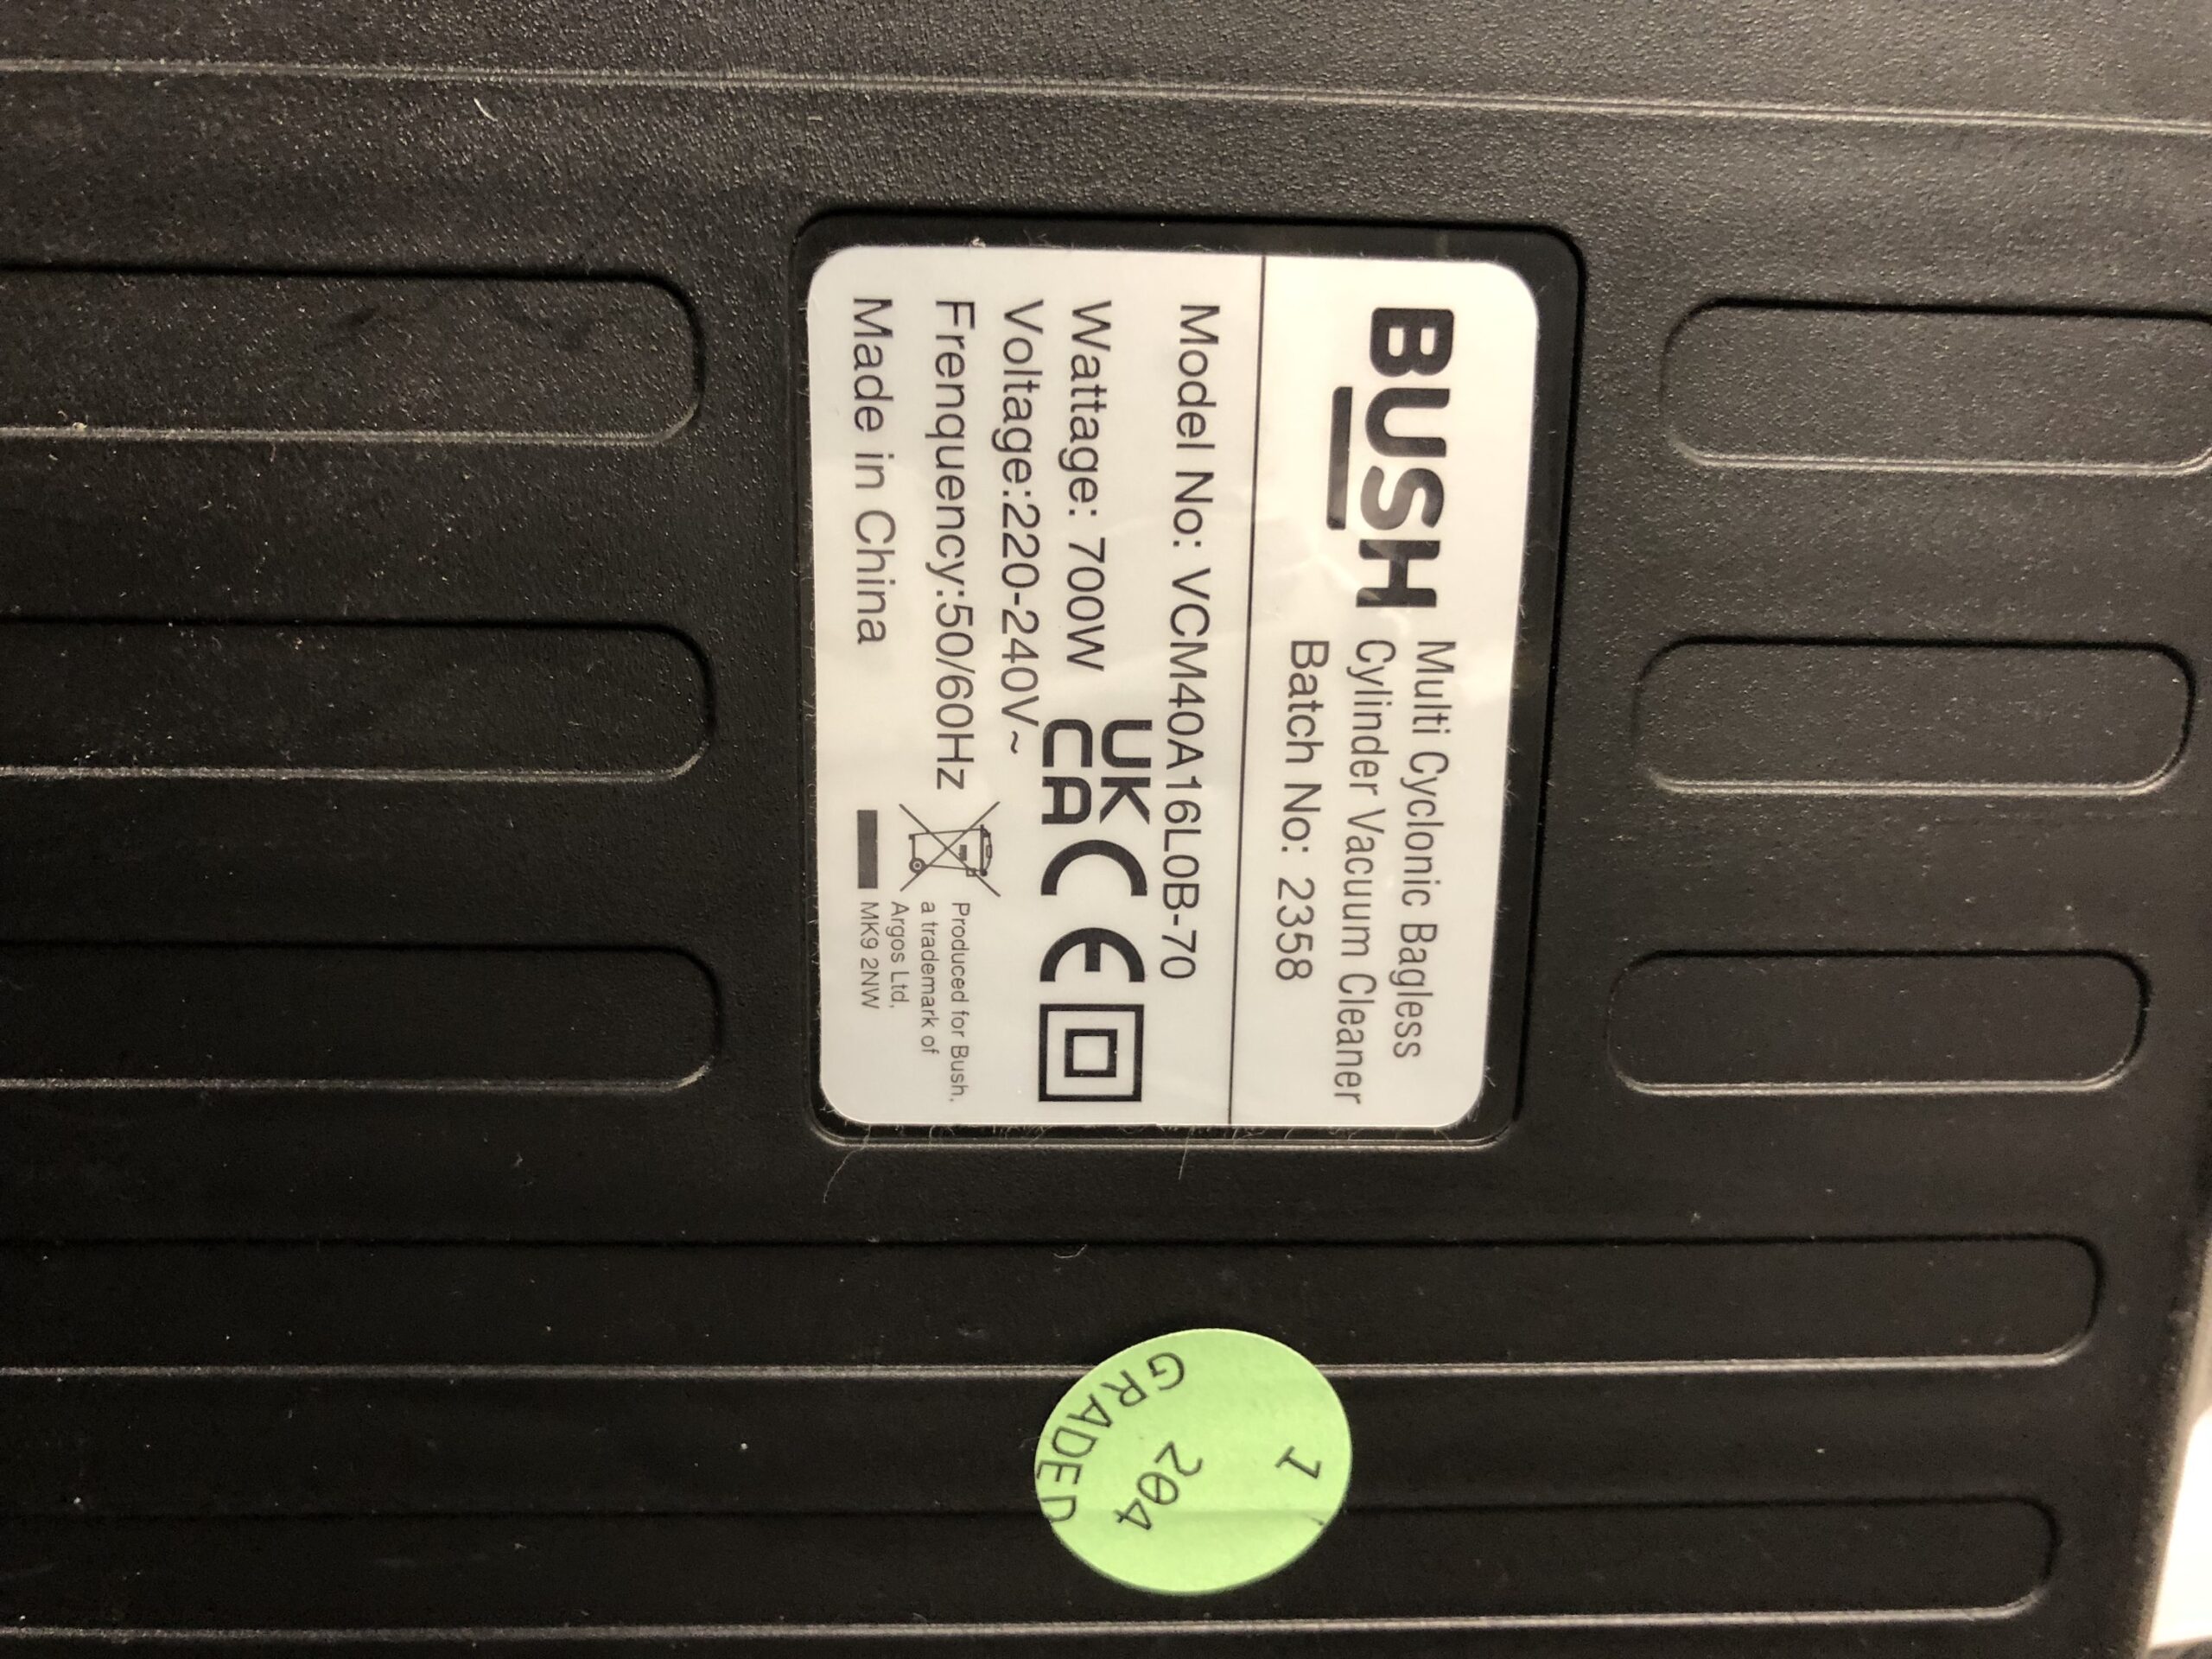 BUSH
Multi Cyclonic Bagless
Cylinder Vacuum Cleaner
Batch No: 2358
Model No: VCM40A16L0B-70
Wattage: 700W
Voltage:220-240V~
Frenquency:50/60Hz
Made in China
UK
CA
CE
Produced for Bush,
a trademark of
Argos Ltd,
MK9 2NW
1
204
GRADED